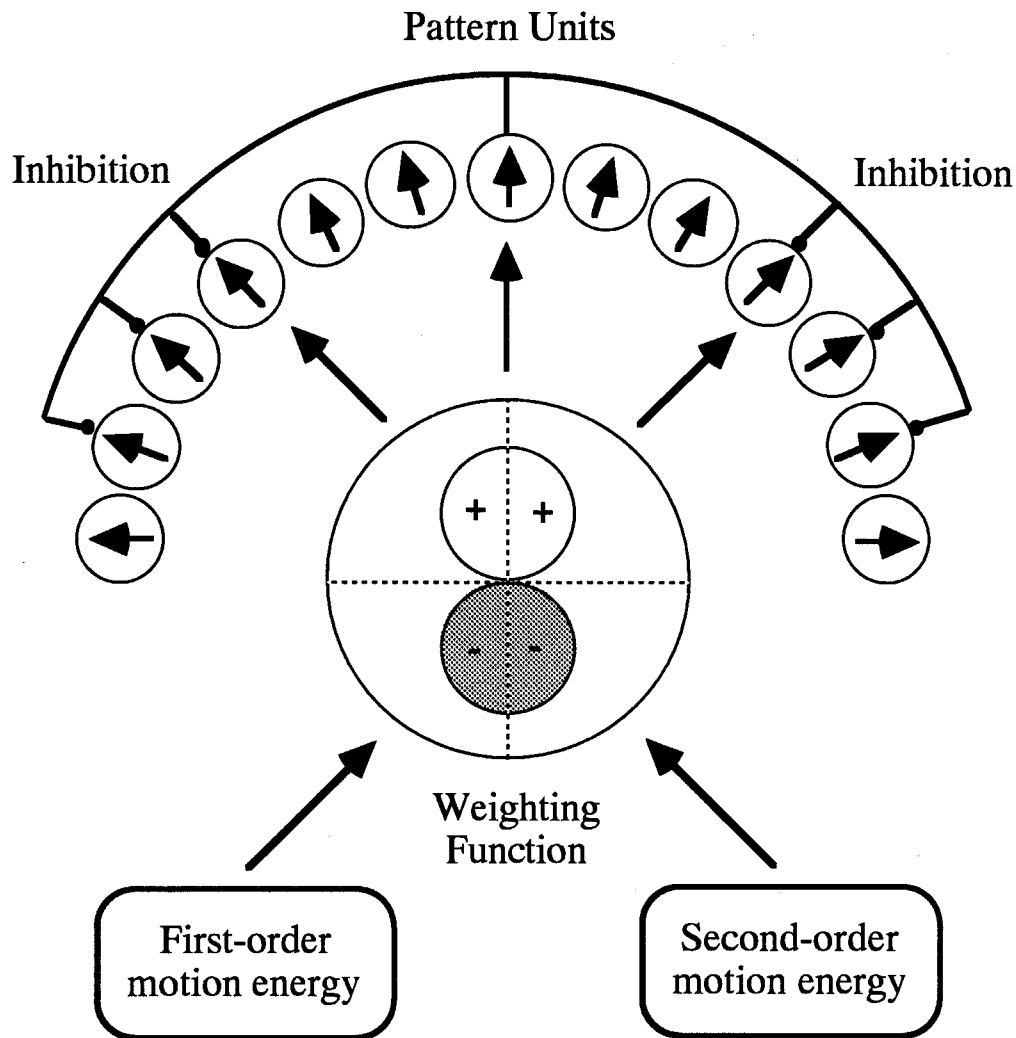 Pattern Units
Inhibition
Inhibition
+ +
- -
Weighting
Function
First-order
motion energy
Second-order
motion energy